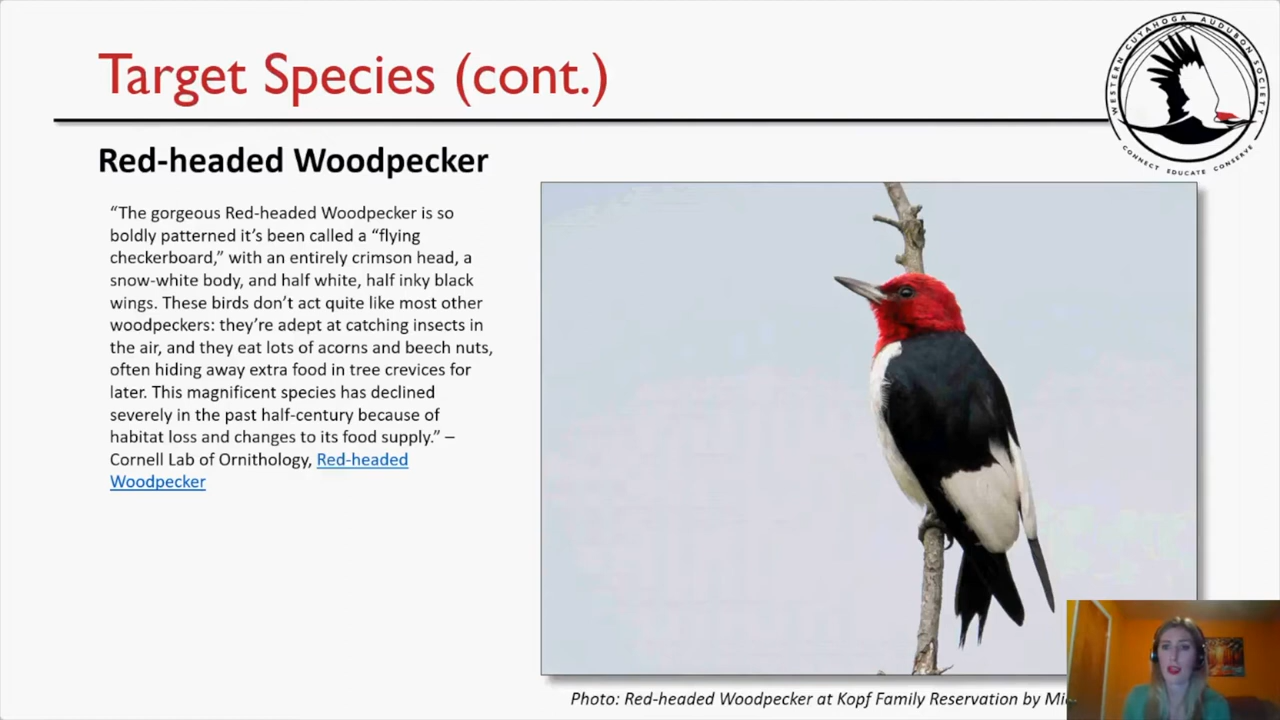 Target Species (cont.)
WESTERN CUYAHOGA AUDUBON SOCIETY
CONNECT EDUCATE CONSERVE
Red-headed Woodpecker
“The gorgeous Red-headed Woodpecker is so
boldly patterned it’s been called a “flying
checkerboard,” with an entirely crimson head, a
snow-white body, and half white, half inky black
wings. These birds don’t act quite like most other
woodpeckers: they’re adept at catching insects in
the air, and they eat lots of acorns and beech nuts,
often hiding away extra food in tree crevices for
later. This magnificent species has declined
severely in the past half-century because of
habitat loss and changes to its food supply.” –
Cornell Lab of Ornithology, Red-headed
Woodpecker
Photo: Red-headed Woodpecker at Kopf Family Reservation by